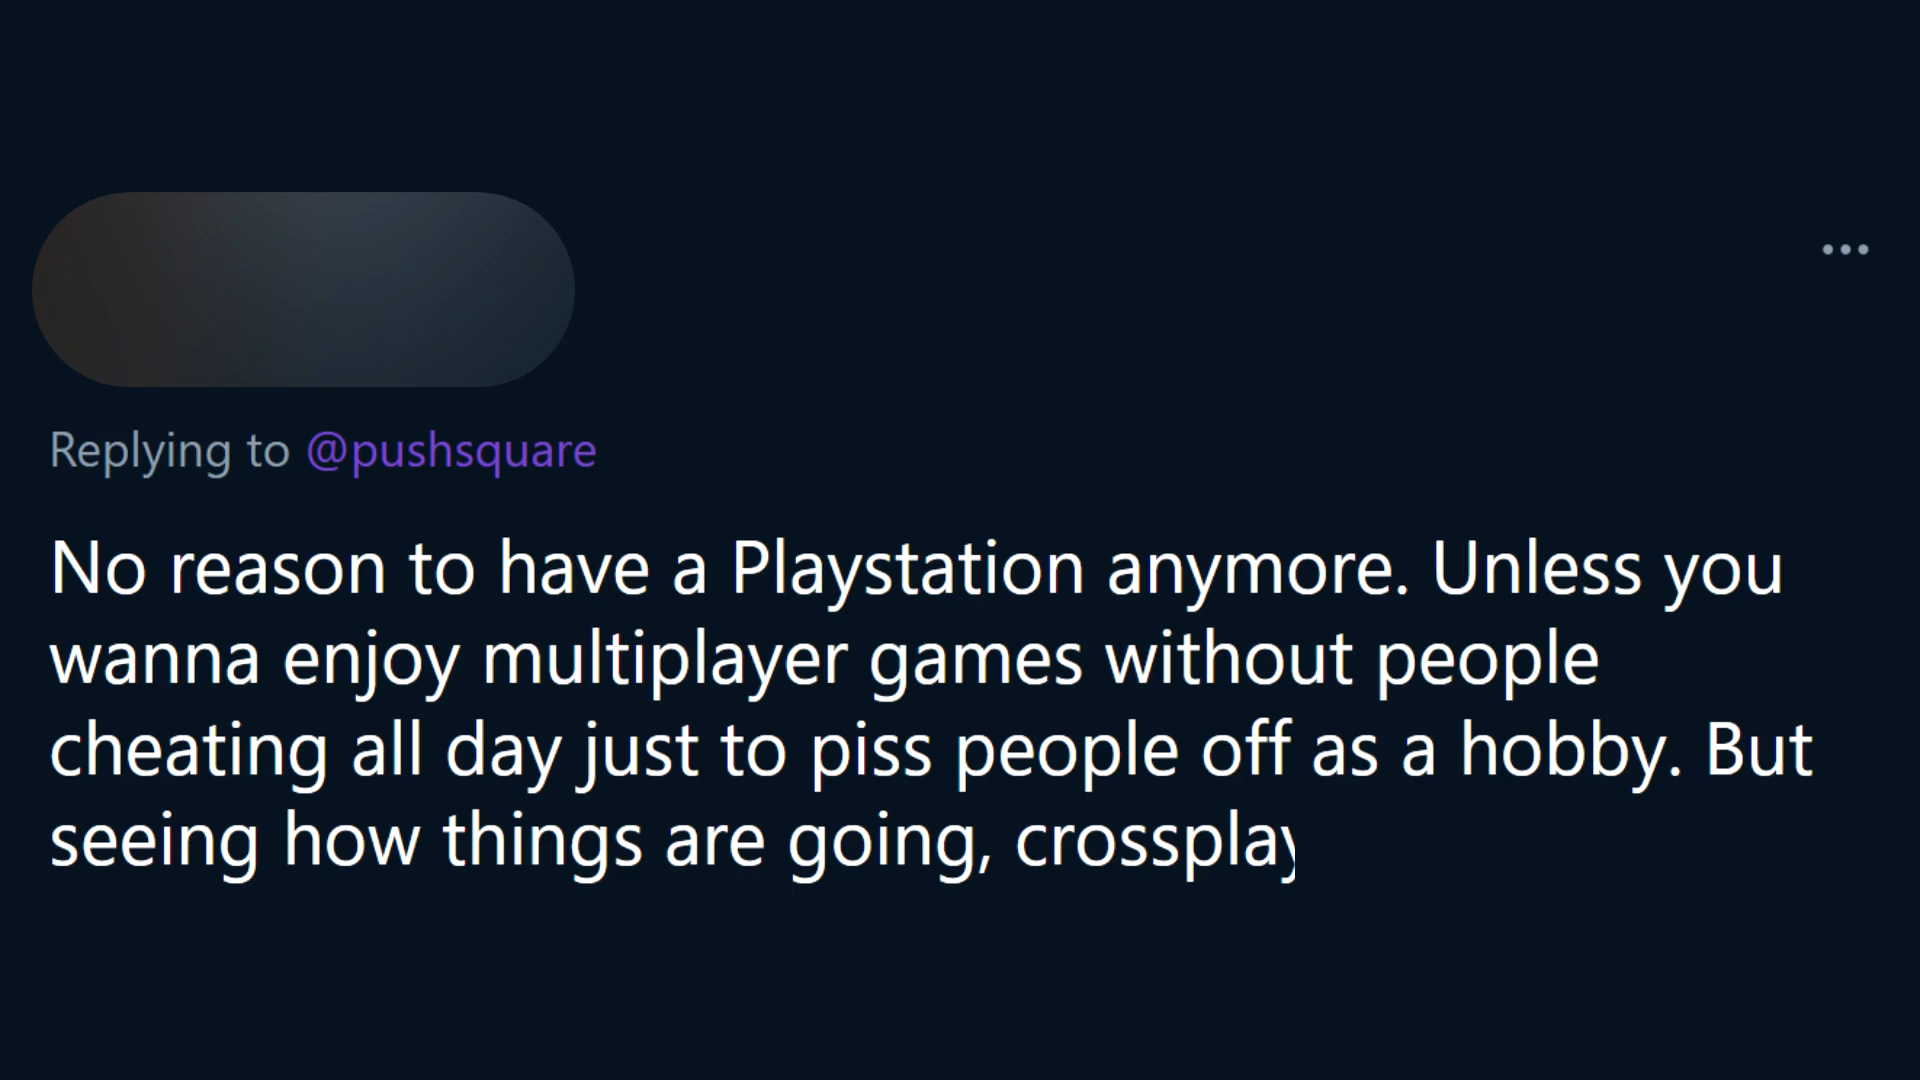 Replying to @pushsquare
No reason to have a Playstation anymore. Unless you
wanna enjoy multiplayer games without people
cheating all day just to piss people off as a hobby. But
seeing how things are going, crossplay